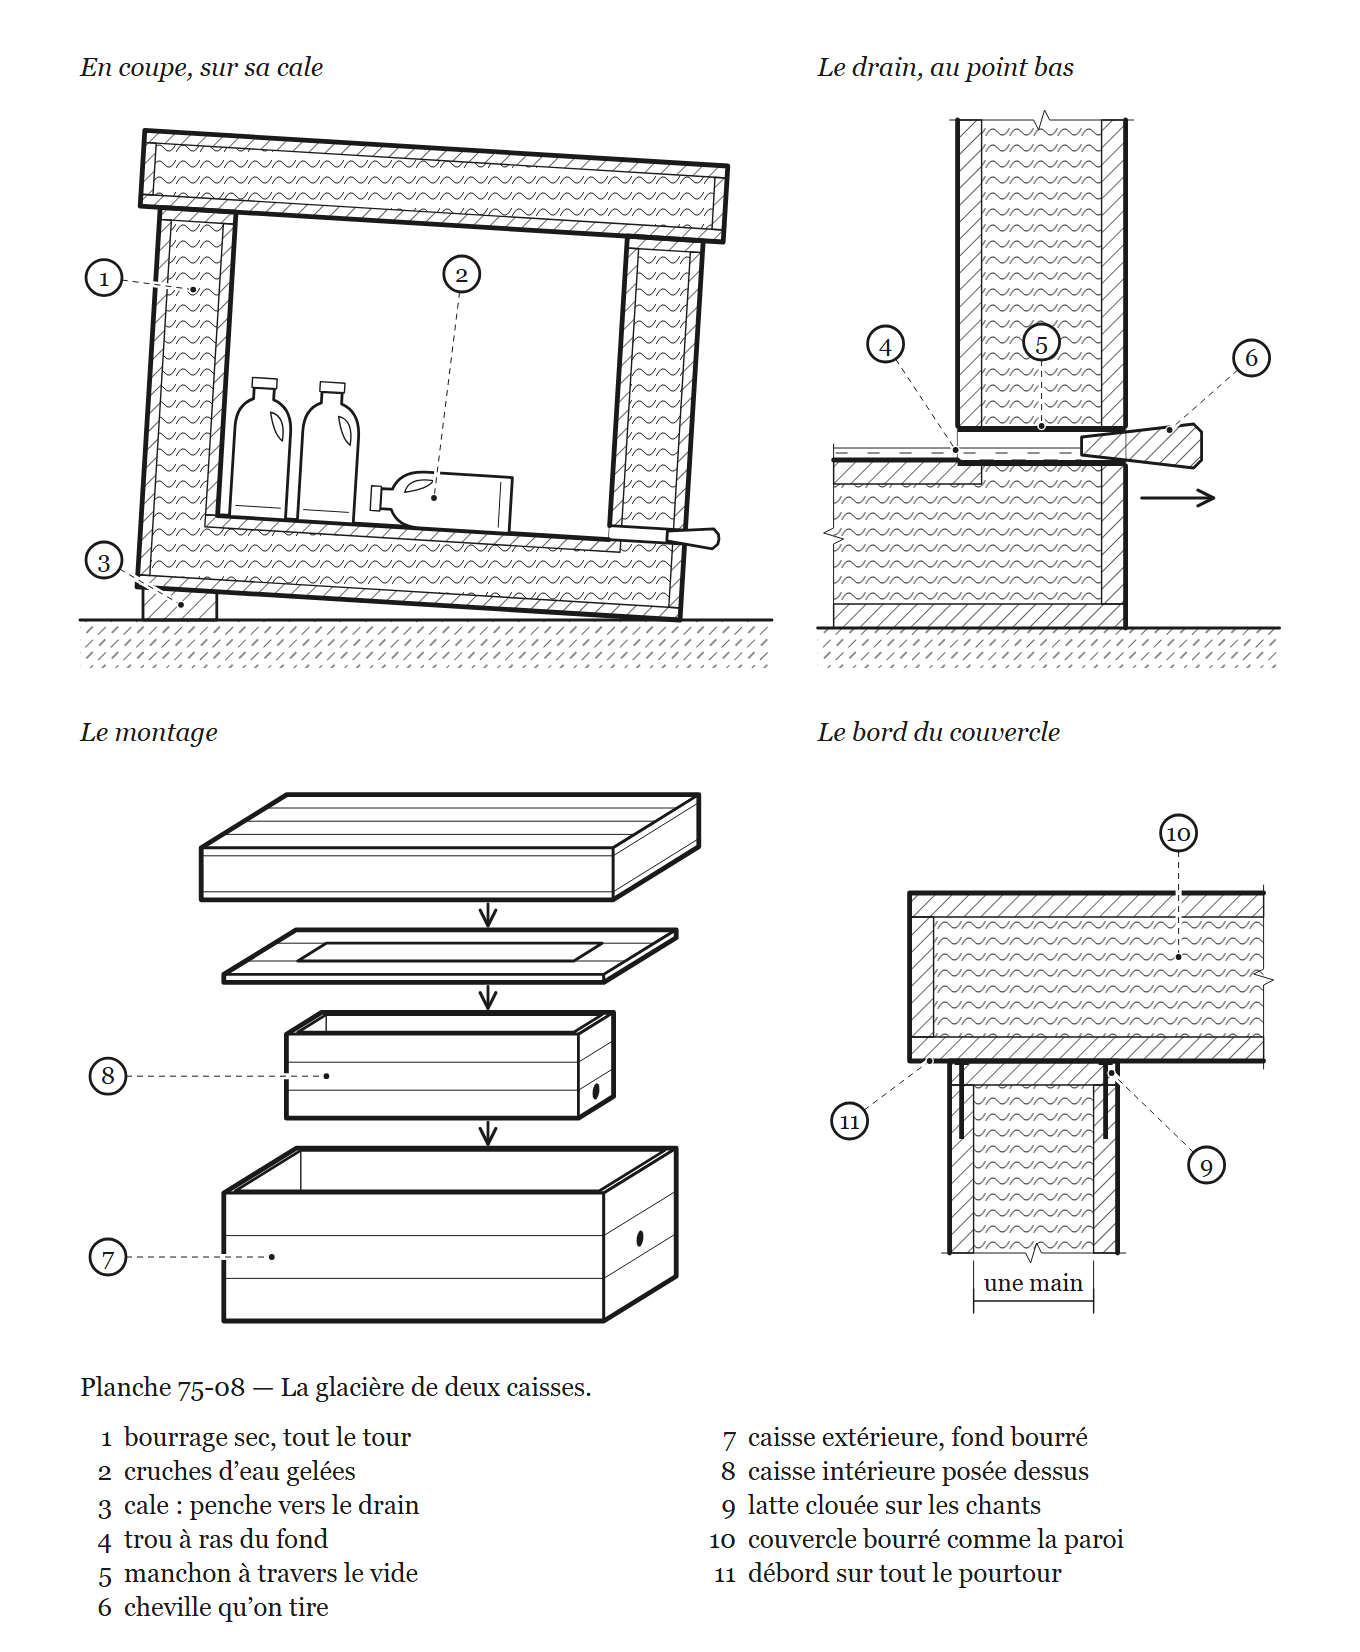 En coupe, sur sa cale
Le drain, au point bas
1
2
3
4
5
6
Le montage
Le bord du couvercle
8
7
10
11
9
une main
Planche 75-08 — La glacière de deux caisses.
1 bourrage sec, tout le tour
2 cruches d’eau gelées
3 cale : penche vers le drain
4 trou à ras du fond
5 manchon à travers le vide
6 cheville qu’on tire
7 caisse extérieure, fond bourré
8 caisse intérieure posée dessus
9 latte clouée sur les chants
10 couvercle bourré comme la paroi
11 débord sur tout le pourtour